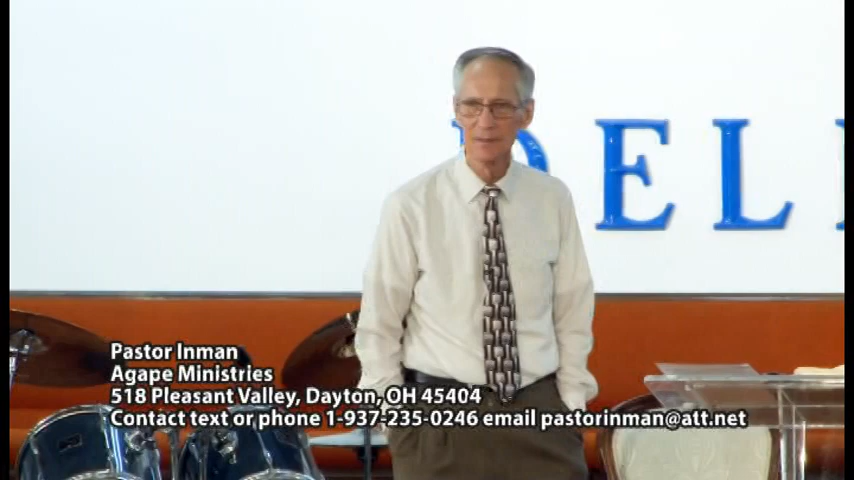 DEL
Pastor Inman
Agape Ministries
518 Pleasant Valley, Dayton, OH 45404
Contact text or phone 1-937-235-0246 email pastorinman@att.net